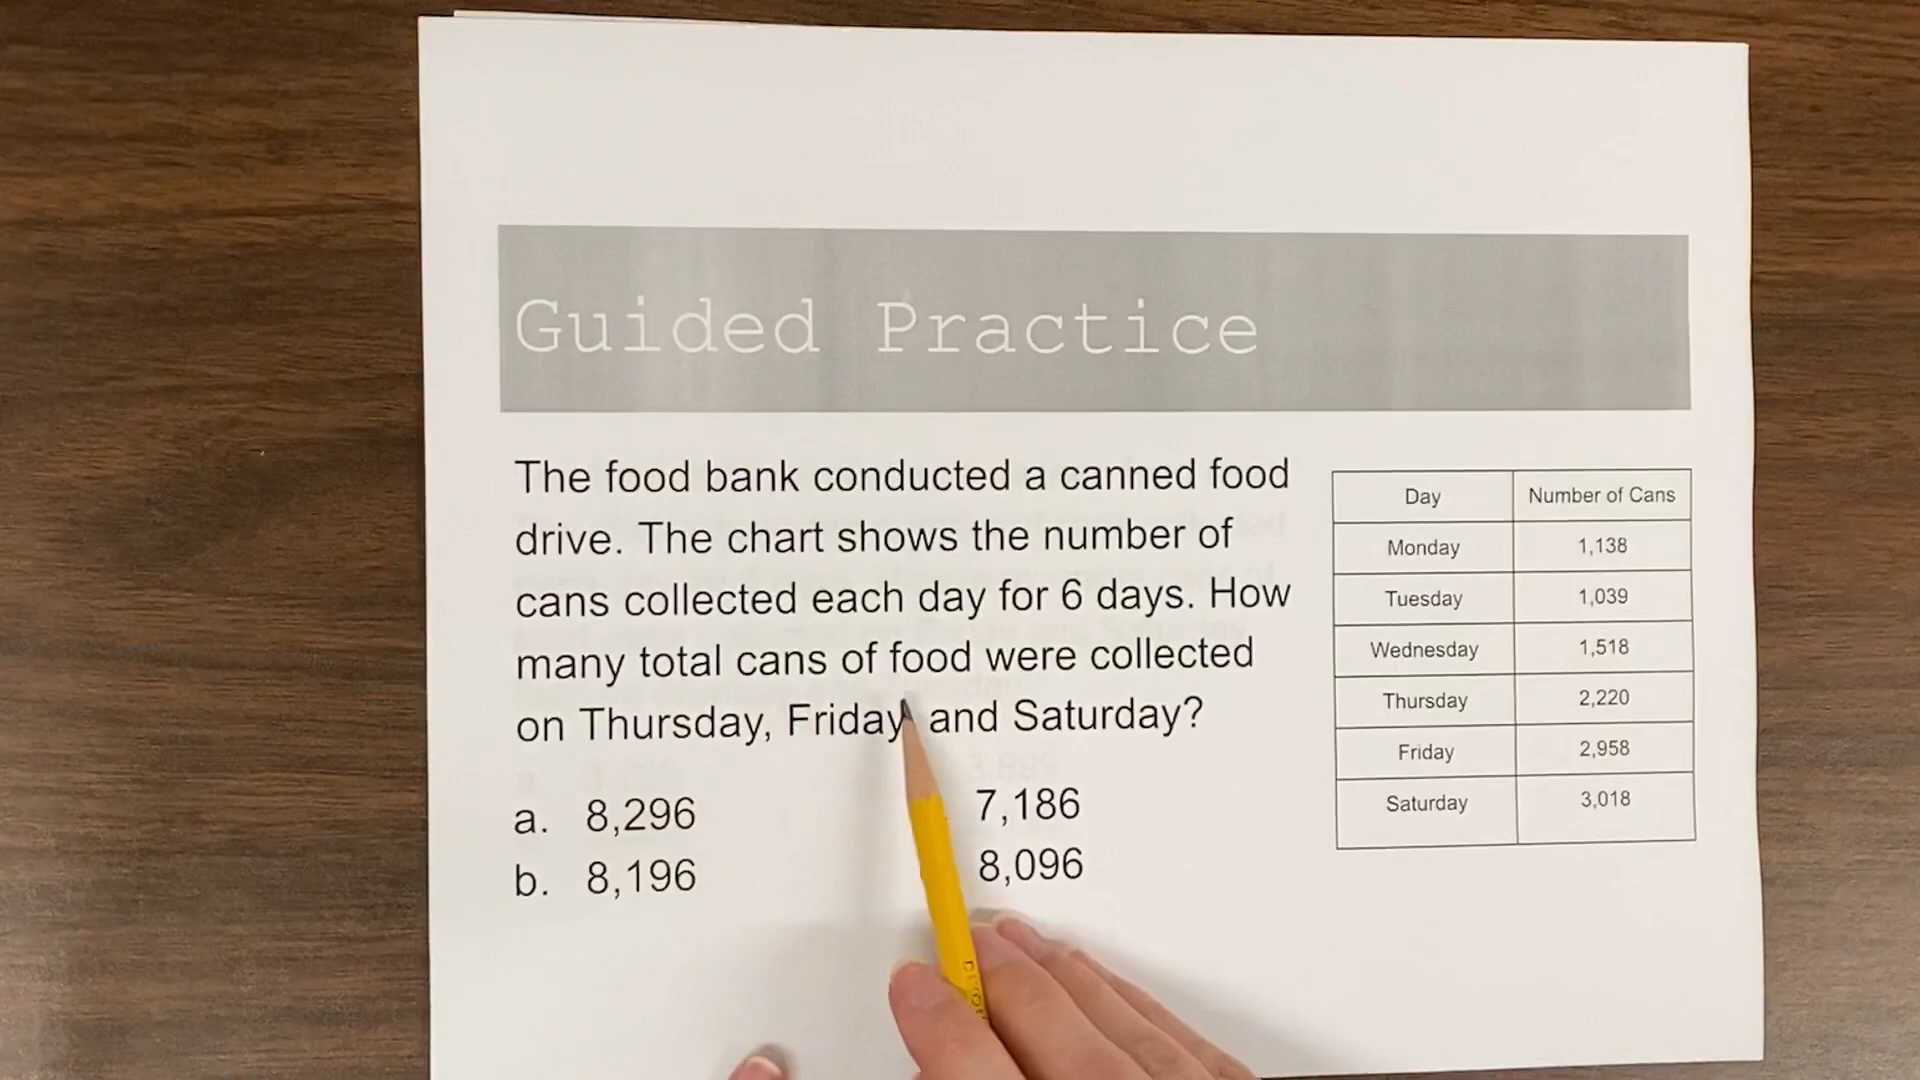 Guided Practice
The food bank conducted a canned food
drive. The chart shows the number of
cans collected each day for 6 days. How
many total cans of food were collected
on Thursday, Friday, and Saturday?
a. 8,296 7,186
b. 8,196 8,096
Day Number of Cans
Monday 1,138
Tuesday 1,039
Wednesday 1,518
Thursday 2,220
Friday 2,958
Saturday 3,018